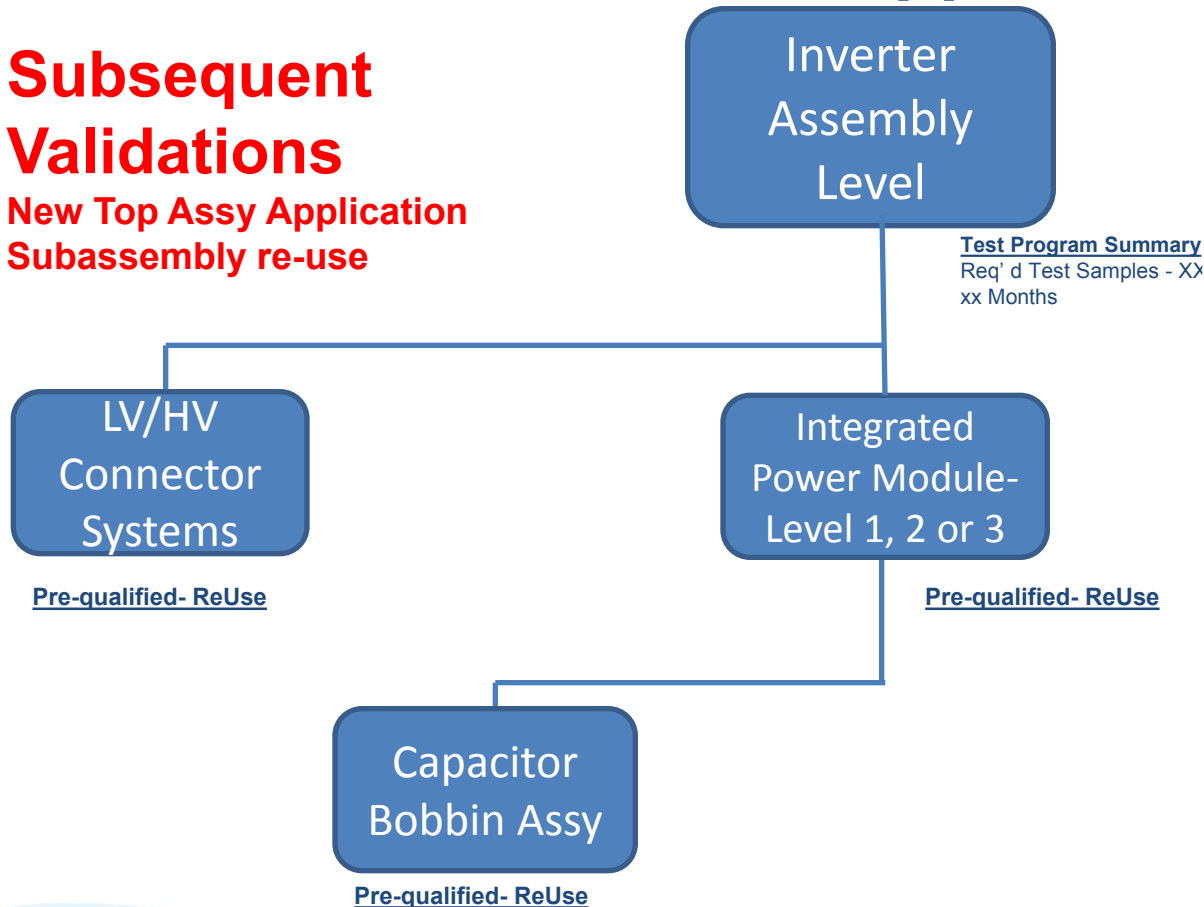 Subsequent
Validations
New Top Assy Application
Subassembly re-use
Inverter
Assembly
Level
Test Program Summary
Req' d Test Samples - XX
xx Months
LV/HV
Connector
Systems
Pre-qualified- ReUse
Integrated
Power Module-
Level 1, 2 or 3
Pre-qualified- ReUse
Capacitor
Bobbin Assy
Pre-qualified- ReUse